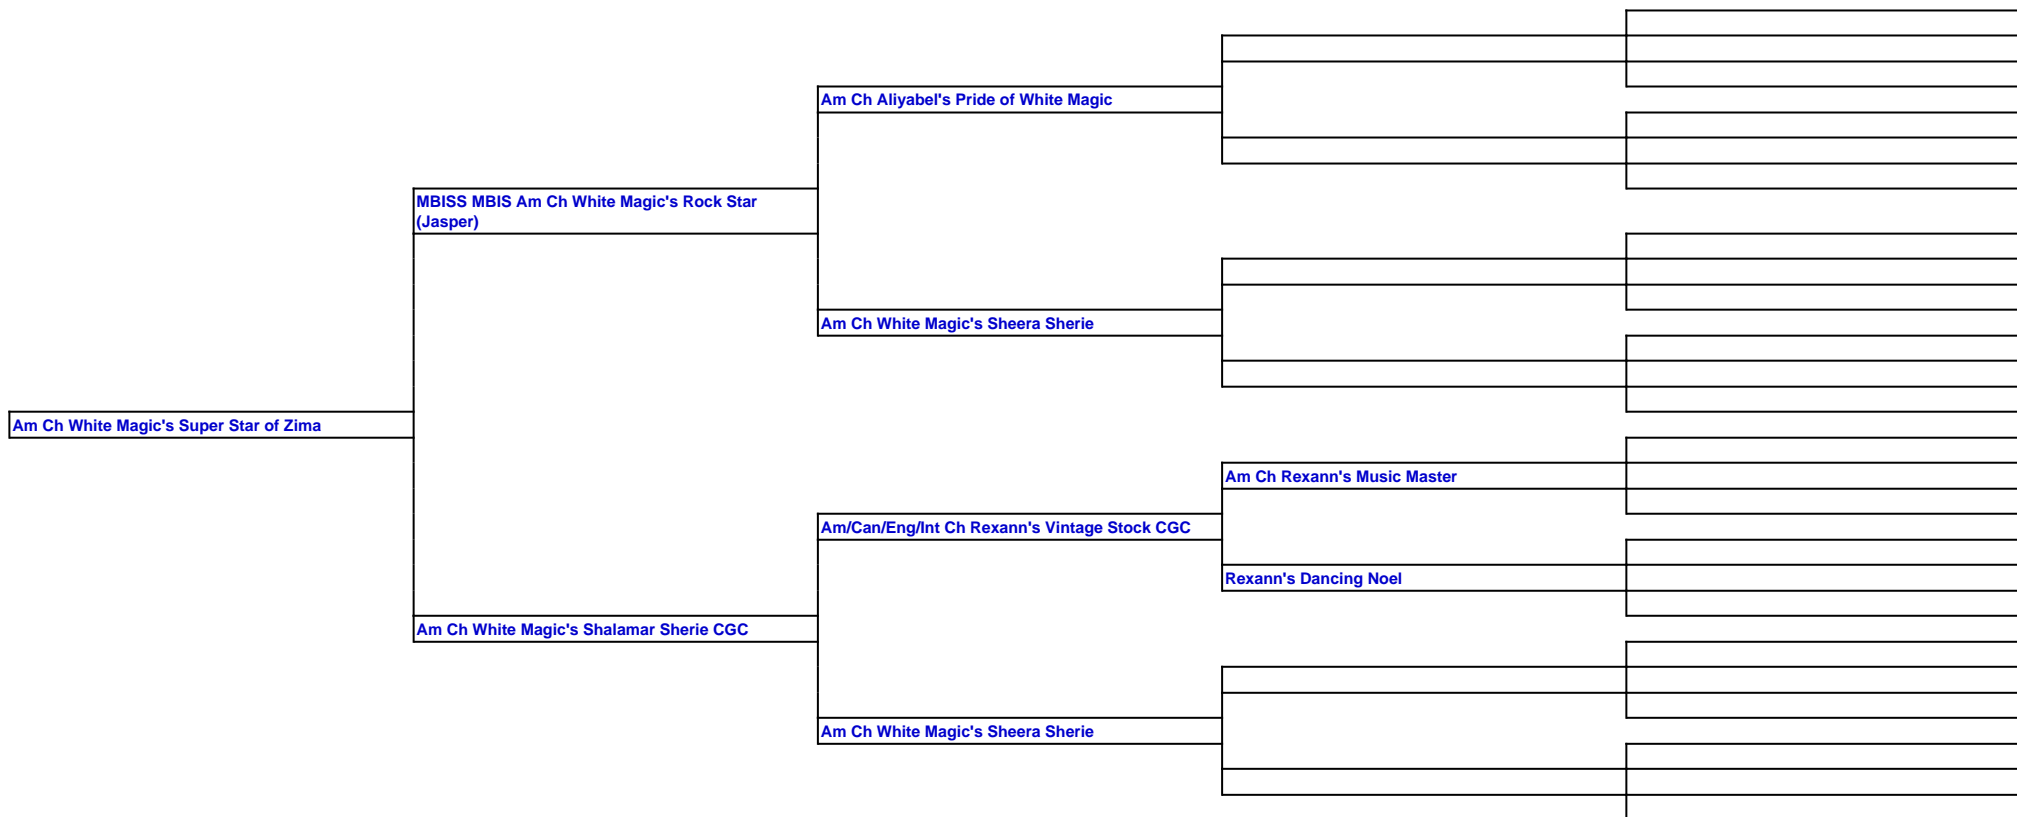 Am Ch Aliyabel's Pride of White Magic
MBISS MBIS Am Ch White Magic's Rock Star
(Jasper)
Am Ch White Magic's Sheera Sherie
Am Ch White Magic's Super Star of Zima
Am Ch Rexann's Music Master
Am/Can/Eng/Int Ch Rexann's Vintage Stock CGC
Rexann's Dancing Noel
Am Ch White Magic's Shalamar Sherie CGC
Am Ch White Magic's Sheera Sherie